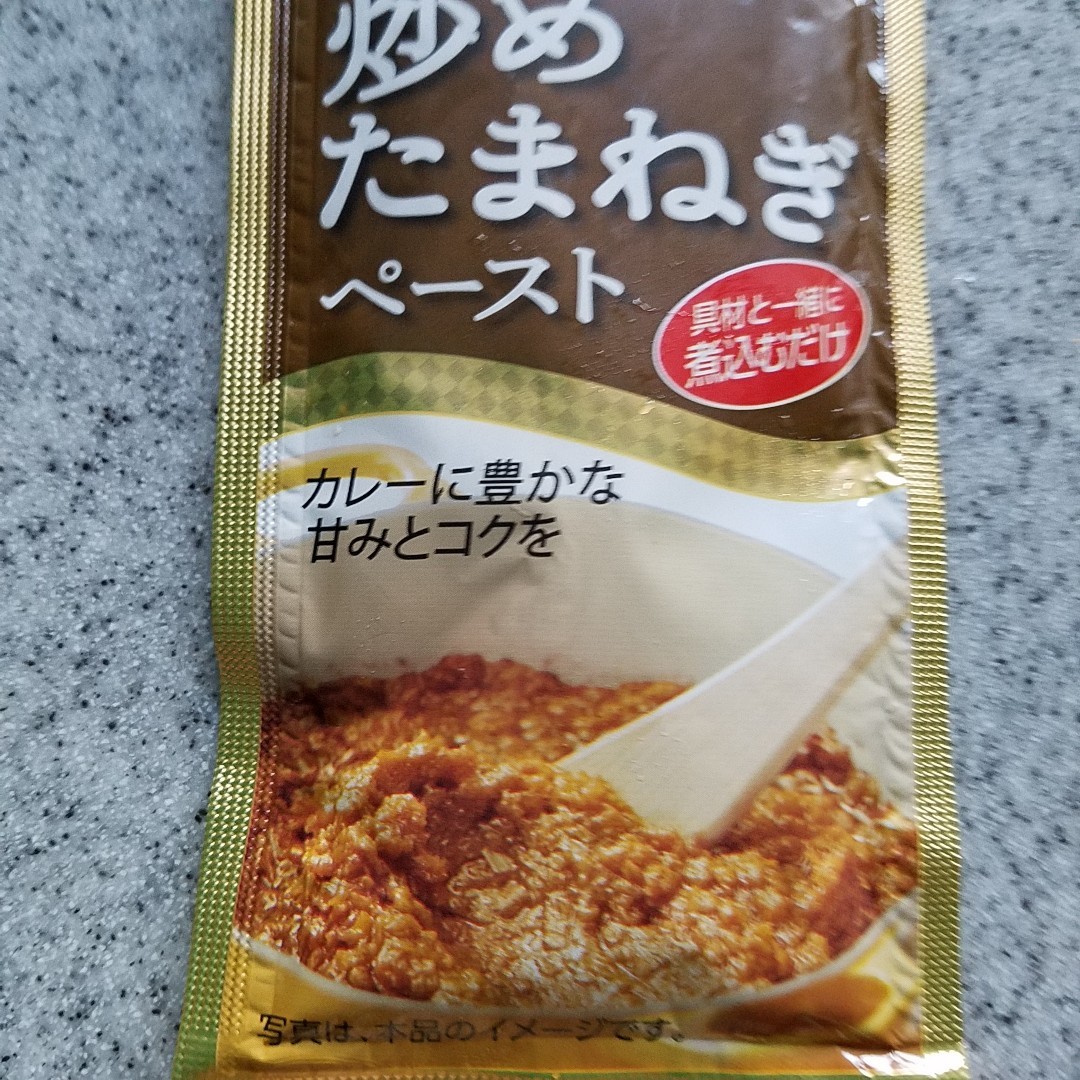 炒め
たまねぎ
ペースト
具材と一緒に
煮込むだけ
カレーに豊かな
甘みとコクを
写真は、本品のイメージです。